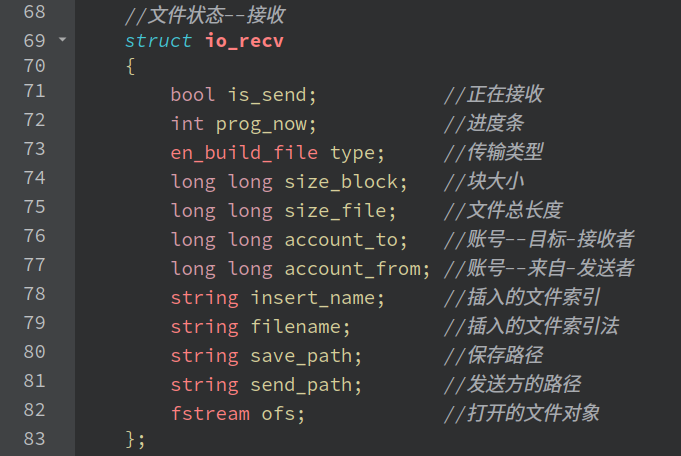 68 //文件状态--接收
69 struct io_recv
70 {
71 bool is_send; //正在接收
72 int prog_now; //进度条
73 en_build_file type; //传输类型
74 long long size_block; //块大小
75 long long size_file; //文件总长度
76 long long account_to; //账号--目标-接收者
77 long long account_from; //账号--来自-发送者
78 string insert_name; //插入的文件索引
79 string filename; //插入的文件索引法
80 string save_path; //保存路径
81 string send_path; //发送方的路径
82 fstream ofs; //打开的文件对象
83 };